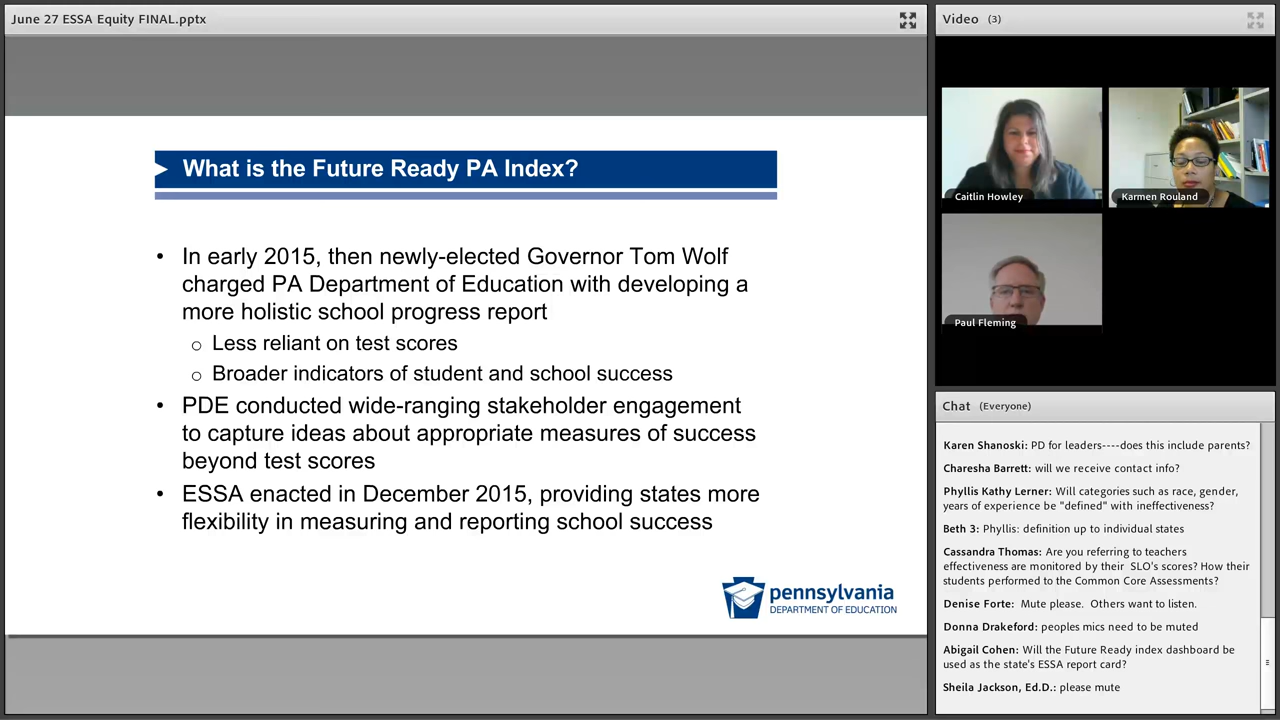 June 27 ESSA Equity FINAL.pptx
What is the Future Ready PA Index?
• In early 2015, then newly-elected Governor Tom Wolf
charged PA Department of Education with developing a
more holistic school progress report
o Less reliant on test scores
o Broader indicators of student and school success
• PDE conducted wide-ranging stakeholder engagement
to capture ideas about appropriate measures of success
beyond test scores
• ESSA enacted in December 2015, providing states more
flexibility in measuring and reporting school success
pennsylvania
DEPARTMENT OF EDUCATION
Video (3)
Caitlin Howley
Karmen Rouland
Paul Fleming
Chat (Everyone)
Karen Shanoski: PD for leaders----does this include parents?
Charesha Barrett: will we receive contact info?
Phyllis Kathy Lerner: Will categories such as race, gender,
years of experience be "defined" with ineffectiveness?
Beth 3: Phyllis: definition up to individual states
Cassandra Thomas: Are you referring to teachers
effectiveness are monitored by their SLO's scores? How their
students performed to the Common Core Assessments?
Denise Forte: Mute please. Others want to listen.
Donna Drakeford: peoples mics need to be muted
Abigail Cohen: Will the Future Ready index dashboard be
used as the state's ESSA report card?
Sheila Jackson, Ed.D.: please mute